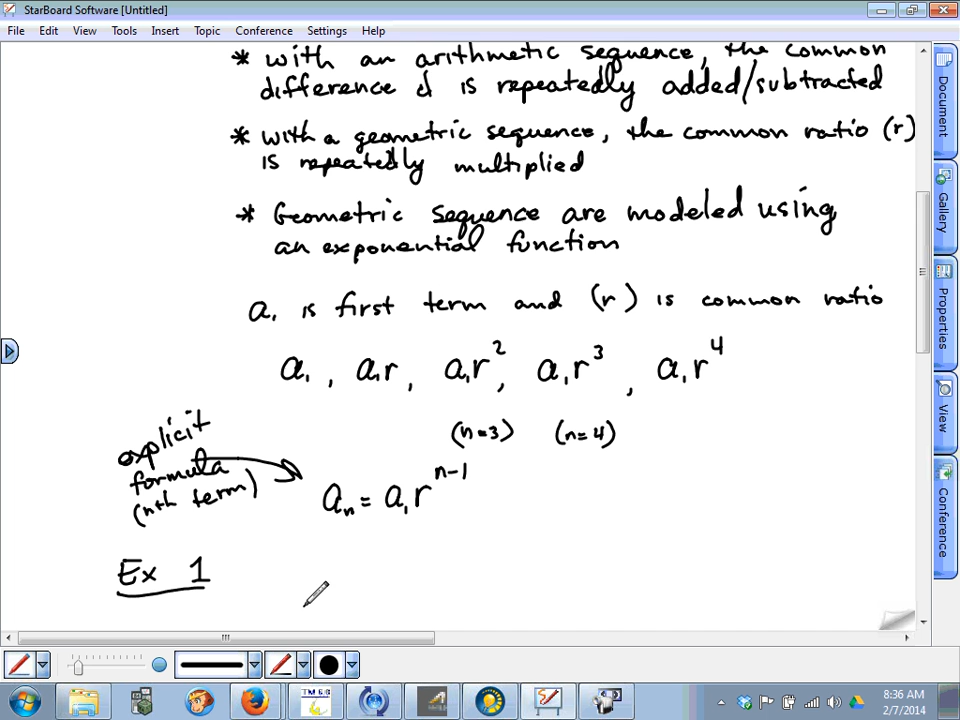 StarBoard Software [Untitled]
File Edit View Tools Insert Topic Conference Settings Help
* with an arithmetic sequence, the common
difference d is repeatedly added/subtracted
* with a geometric sequence, the common ratio (r)
is repeatedly multiplied
* Geometric sequence are modeled using
an exponential function
a₁ is first term and (r) is common ratio
a₁, a₁r, a₁r², a₁r³, a₁r⁴
(n=3) (n=4)
explicit
formula
(nth term)
aₙ = a₁rⁿ⁻¹
Ex 1
Document
Gallery
Properties
View
Conference
TM 6.0
8:36 AM
2/7/2014